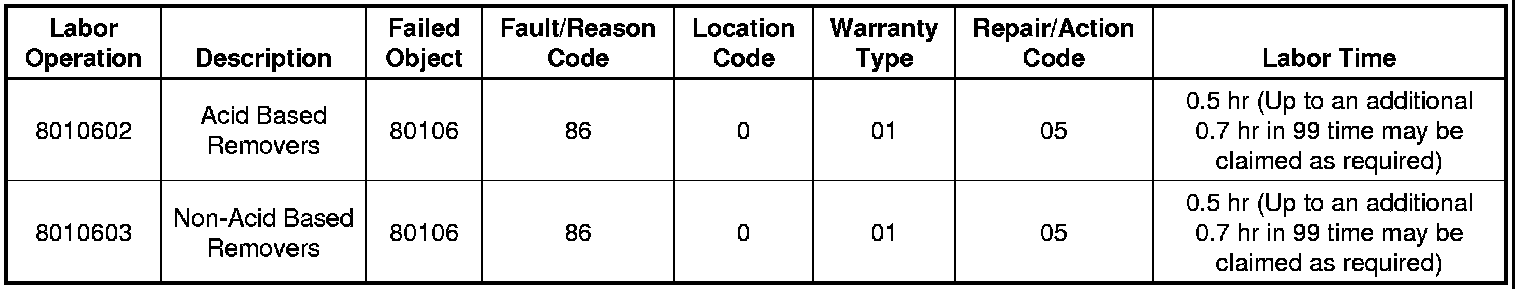 Labor Operation | Description | Failed Object | Fault/Reason Code | Location Code | Warranty Type | Repair/Action Code | Labor Time
8010602 | Acid Based Removers | 80106 | 86 | 0 | 01 | 05 | 0.5 hr (Up to an additional 0.7 hr in 99 time may be claimed as required)
8010603 | Non-Acid Based Removers | 80106 | 86 | 0 | 01 | 05 | 0.5 hr (Up to an additional 0.7 hr in 99 time may be claimed as required)